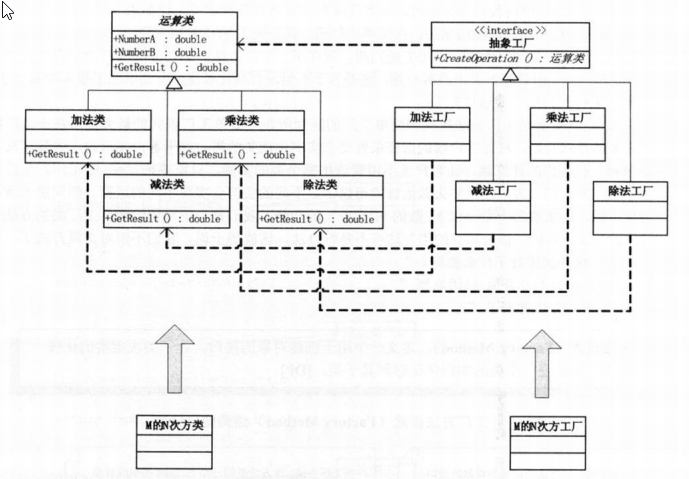 运算类
+NumberA : double
+NumberB : double
+GetResult() : double
<<interface>>
抽象工厂
+CreateOperation() : 运算类
加法类
+GetResult() : double
乘法类
+GetResult() : double
加法工厂
乘法工厂
减法类
+GetResult() : double
除法类
+GetResult() : double
减法工厂
除法工厂
M的N次方类
M的N次方工厂